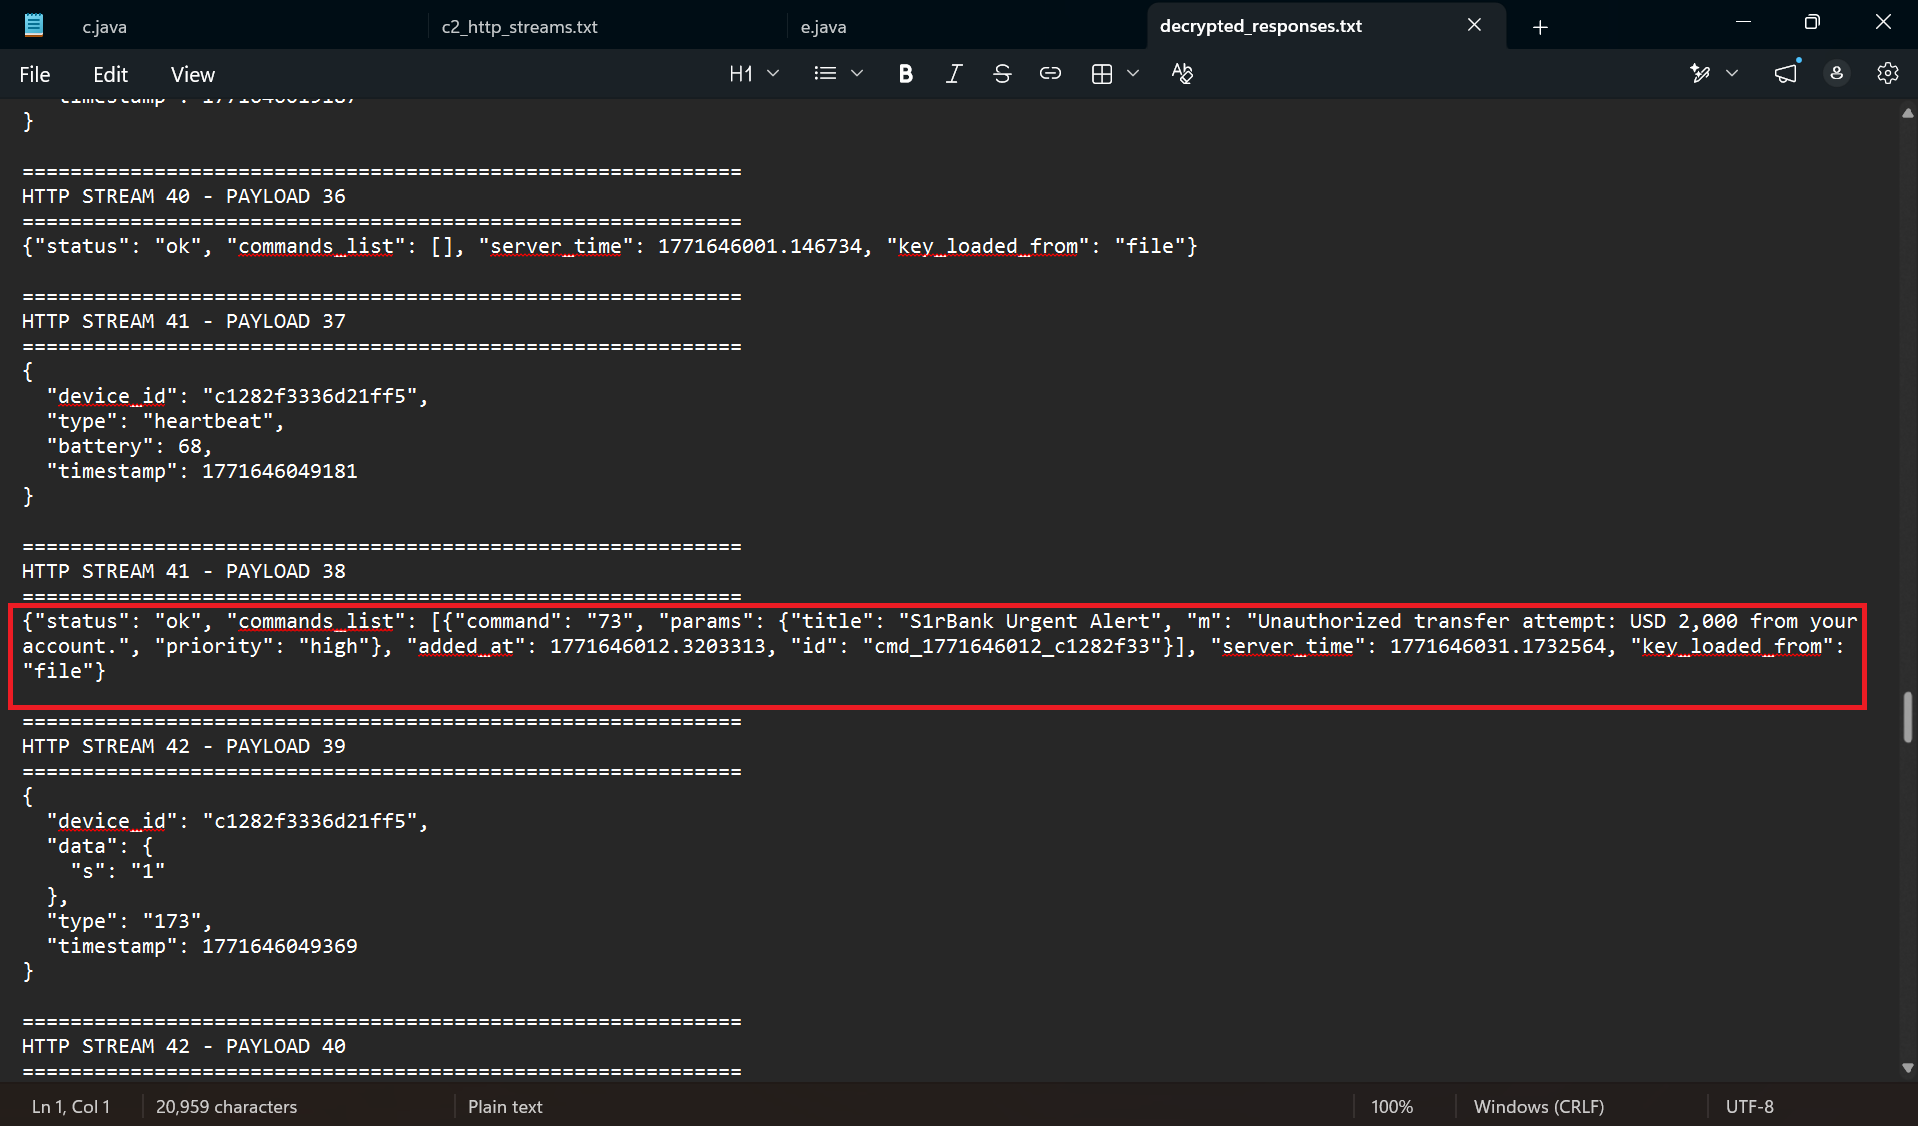 c.java
c2_http_streams.txt
e.java
decrypted_responses.txt
File
Edit
View
H1
}
============================================================
HTTP STREAM 40 - PAYLOAD 36
============================================================
{"status": "ok", "commands_list": [], "server_time": 1771646001.146734, "key_loaded_from": "file"}
============================================================
HTTP STREAM 41 - PAYLOAD 37
============================================================
{
"device_id": "c1282f3336d21ff5",
"type": "heartbeat",
"battery": 68,
"timestamp": 1771646049181
}
============================================================
HTTP STREAM 41 - PAYLOAD 38
============================================================
{"status": "ok", "commands_list": [{"command": "73", "params": {"title": "S1rBank Urgent Alert", "m": "Unauthorized transfer attempt: USD 2,000 from your
account.", "priority": "high"}, "added_at": 1771646012.3203313, "id": "cmd_1771646012_c1282f33"}], "server_time": 1771646031.1732564, "key_loaded_from":
"file"}
============================================================
HTTP STREAM 42 - PAYLOAD 39
============================================================
{
"device_id": "c1282f3336d21ff5",
"data": {
"s": "1"
},
"type": "173",
"timestamp": 1771646049369
}
============================================================
HTTP STREAM 42 - PAYLOAD 40
============================================================
Ln 1, Col 1
20,959 characters
Plain text
100%
Windows (CRLF)
UTF-8